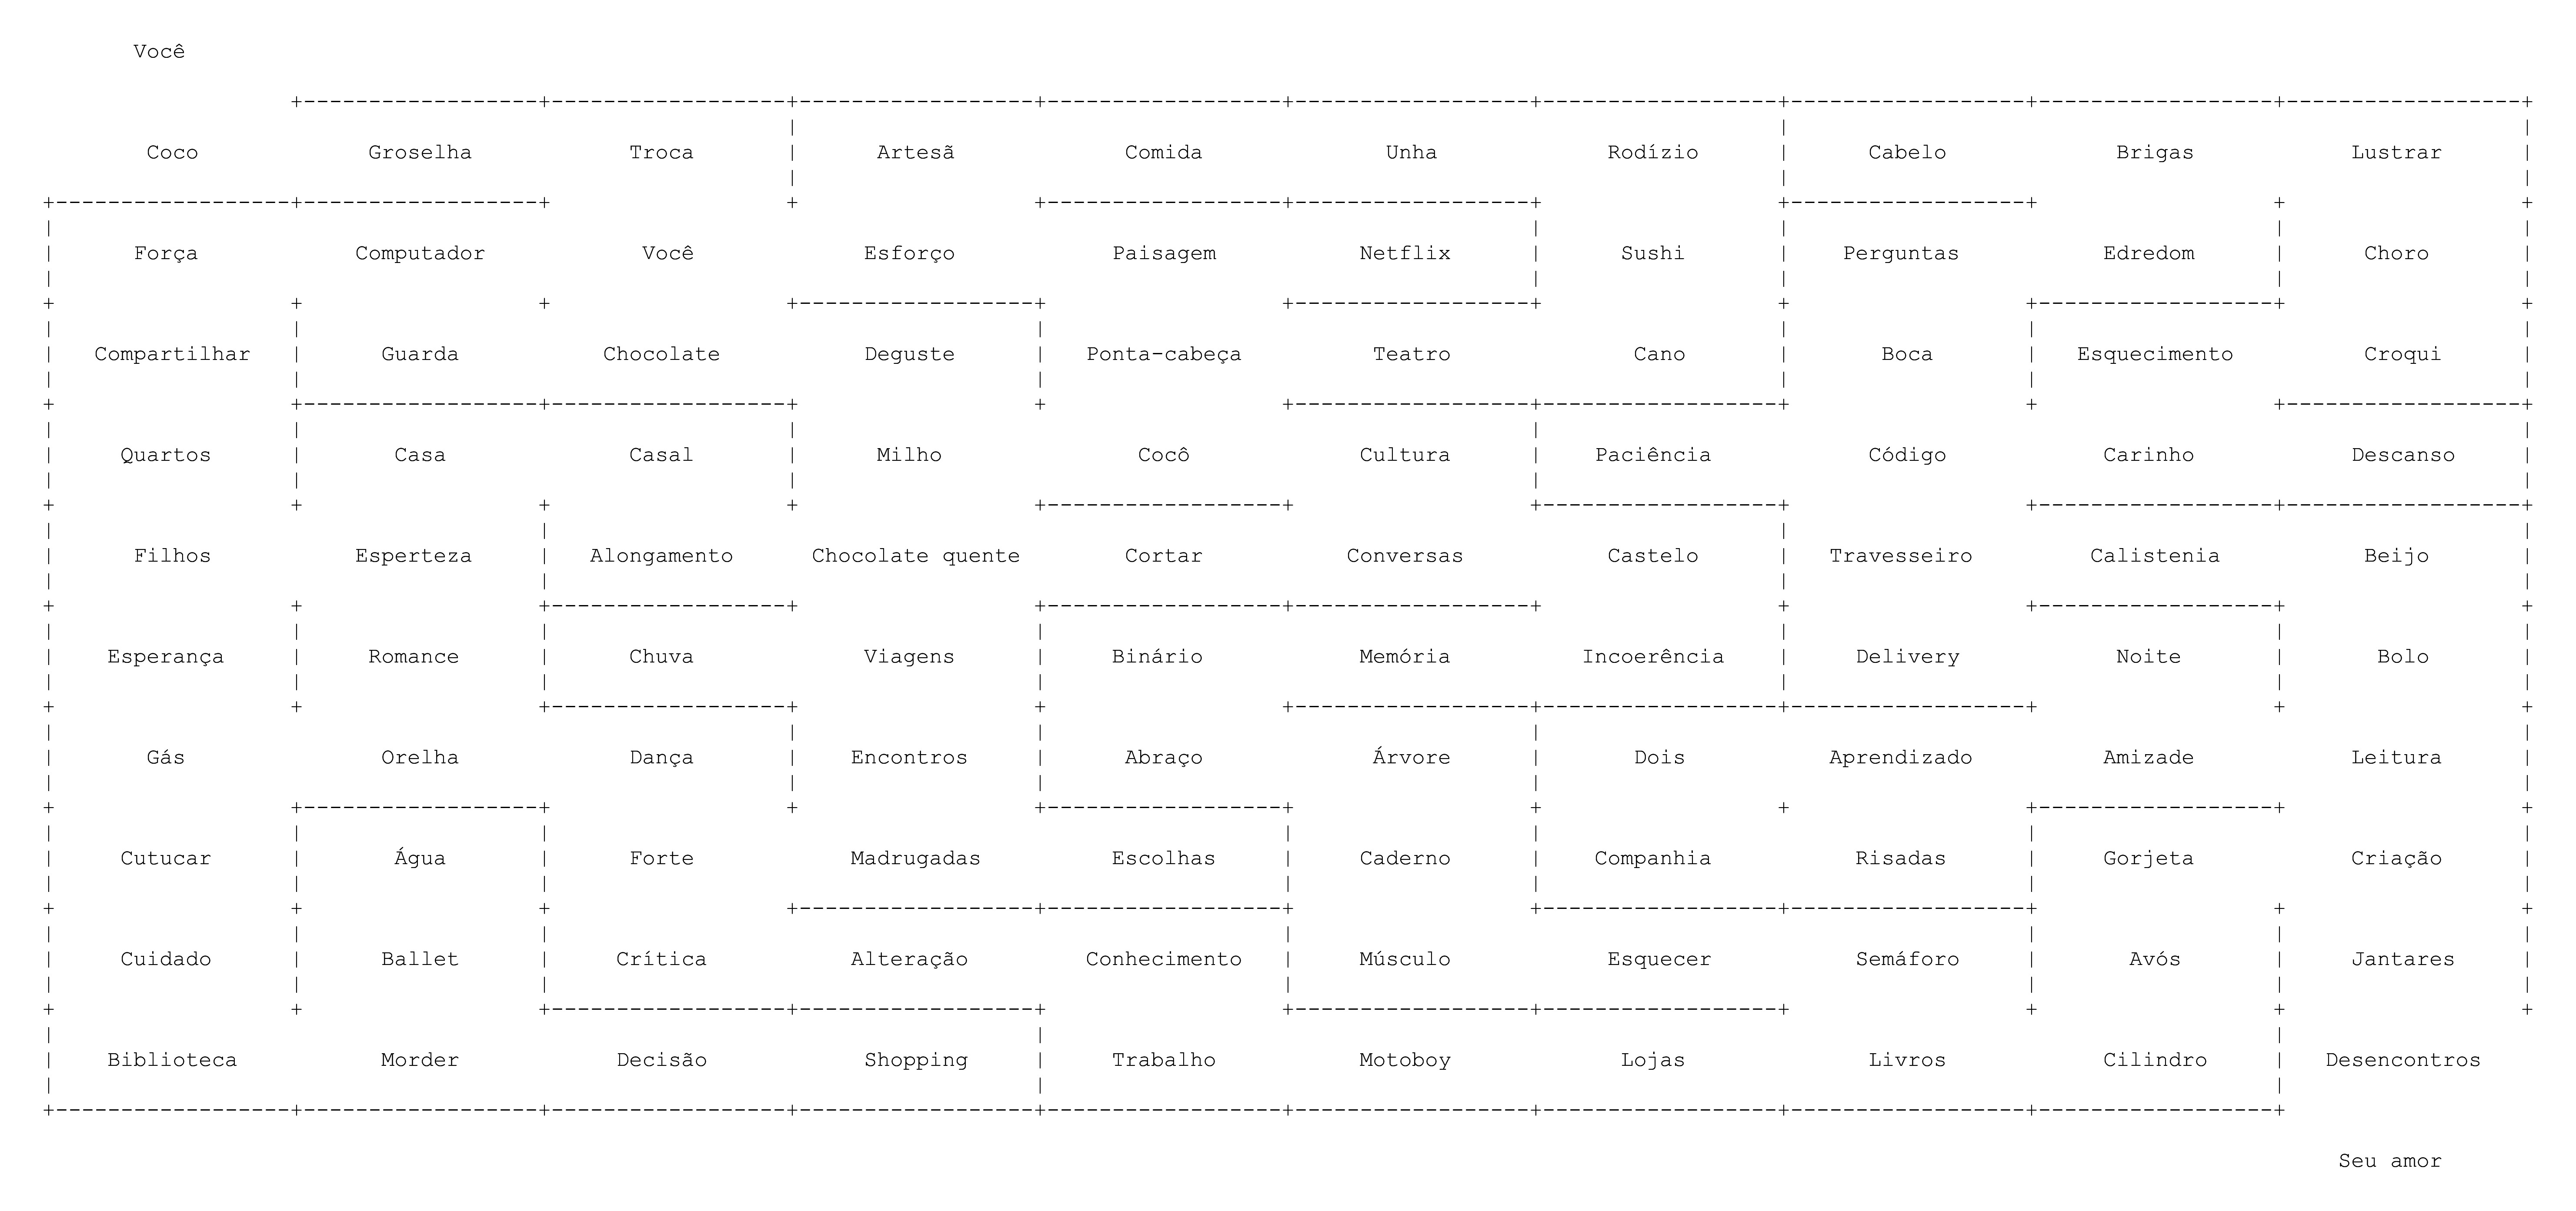 Você
Coco Groselha Troca Artesã Comida Unha Rodízio Cabelo Brigas Lustrar
Força Computador Você Esforço Paisagem Netflix Sushi Perguntas Edredom Choro
Compartilhar Guarda Chocolate Deguste Ponta-cabeça Teatro Cano Boca Esquecimento Croqui
Quartos Casa Casal Milho Cocô Cultura Paciência Código Carinho Descanso
Filhos Esperteza Alongamento Chocolate quente Cortar Conversas Castelo Travesseiro Calistenia Beijo
Esperança Romance Chuva Viagens Binário Memória Incoerência Delivery Noite Bolo
Gás Orelha Dança Encontros Abraço Árvore Dois Aprendizado Amizade Leitura
Cutucar Água Forte Madrugadas Escolhas Caderno Companhia Risadas Gorjeta Criação
Cuidado Ballet Crítica Alteração Conhecimento Músculo Esquecer Semáforo Avós Jantares
Biblioteca Morder Decisão Shopping Trabalho Motoboy Lojas Livros Cilindro Desencontros
Seu amor